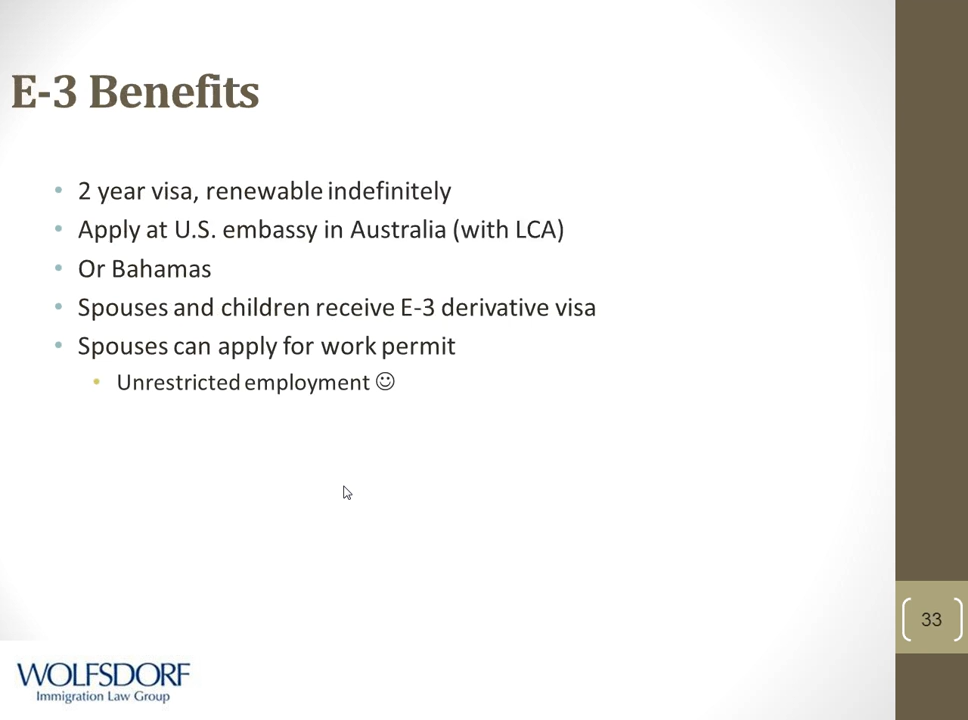 E-3 Benefits
• 2 year visa, renewable indefinitely
• Apply at U.S. embassy in Australia (with LCA)
• Or Bahamas
• Spouses and children receive E-3 derivative visa
• Spouses can apply for work permit
• Unrestricted employment ☺
33
WOLFSDORF
Immigration Law Group